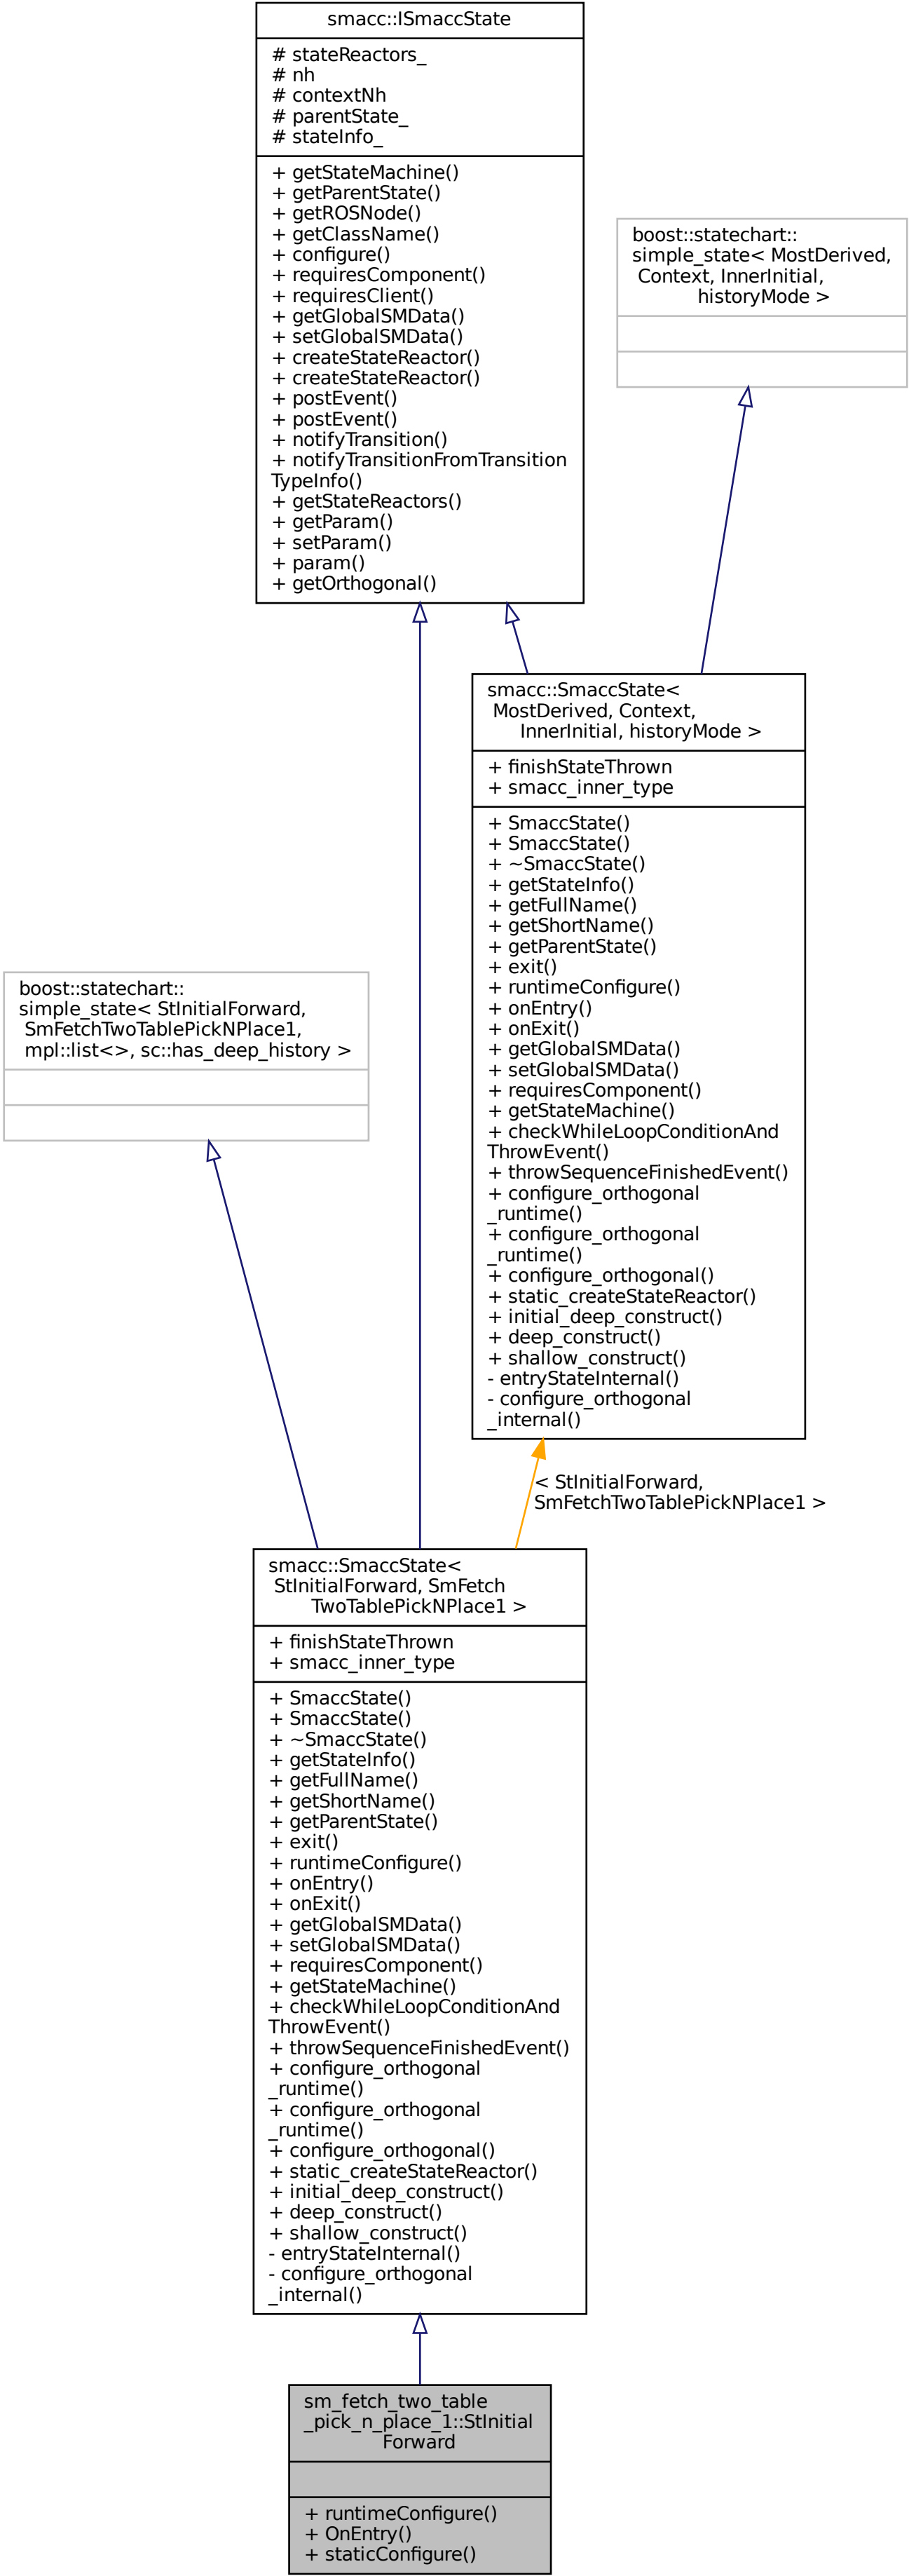 smacc::ISmaccState
# stateReactors_
# nh
# contextNh
# parentState_
# stateInfo_
+ getStateMachine()
+ getParentState()
+ getROSNode()
+ getClassName()
+ configure()
+ requiresComponent()
+ requiresClient()
+ getGlobalSMData()
+ setGlobalSMData()
+ createStateReactor()
+ createStateReactor()
+ postEvent()
+ postEvent()
+ notifyTransition()
+ notifyTransitionFromTransition
TypeInfo()
+ getStateReactors()
+ getParam()
+ setParam()
+ param()
+ getOrthogonal()
boost::statechart::
simple_state< MostDerived,
Context, InnerInitial,
historyMode >
smacc::SmaccState<
MostDerived, Context,
InnerInitial, historyMode >
+ finishStateThrown
+ smacc_inner_type
+ SmaccState()
+ SmaccState()
+ ~SmaccState()
+ getStateInfo()
+ getFullName()
+ getShortName()
+ getParentState()
+ exit()
+ runtimeConfigure()
+ onEntry()
+ onExit()
+ getGlobalSMData()
+ setGlobalSMData()
+ requiresComponent()
+ getStateMachine()
+ checkWhileLoopConditionAnd
ThrowEvent()
+ throwSequenceFinishedEvent()
+ configure_orthogonal
_runtime()
+ configure_orthogonal
_runtime()
+ configure_orthogonal()
+ static_createStateReactor()
+ initial_deep_construct()
+ deep_construct()
+ shallow_construct()
- entryStateInternal()
- configure_orthogonal
_internal()
boost::statechart::
simple_state< StInitialForward,
SmFetchTwoTablePickNPlace1,
mpl::list<>, sc::has_deep_history >
< StInitialForward,
SmFetchTwoTablePickNPlace1 >
smacc::SmaccState<
StInitialForward, SmFetch
TwoTablePickNPlace1 >
+ finishStateThrown
+ smacc_inner_type
+ SmaccState()
+ SmaccState()
+ ~SmaccState()
+ getStateInfo()
+ getFullName()
+ getShortName()
+ getParentState()
+ exit()
+ runtimeConfigure()
+ onEntry()
+ onExit()
+ getGlobalSMData()
+ setGlobalSMData()
+ requiresComponent()
+ getStateMachine()
+ checkWhileLoopConditionAnd
ThrowEvent()
+ throwSequenceFinishedEvent()
+ configure_orthogonal
_runtime()
+ configure_orthogonal
_runtime()
+ configure_orthogonal()
+ static_createStateReactor()
+ initial_deep_construct()
+ deep_construct()
+ shallow_construct()
- entryStateInternal()
- configure_orthogonal
_internal()
sm_fetch_two_table
_pick_n_place_1::StInitial
Forward
+ runtimeConfigure()
+ OnEntry()
+ staticConfigure()